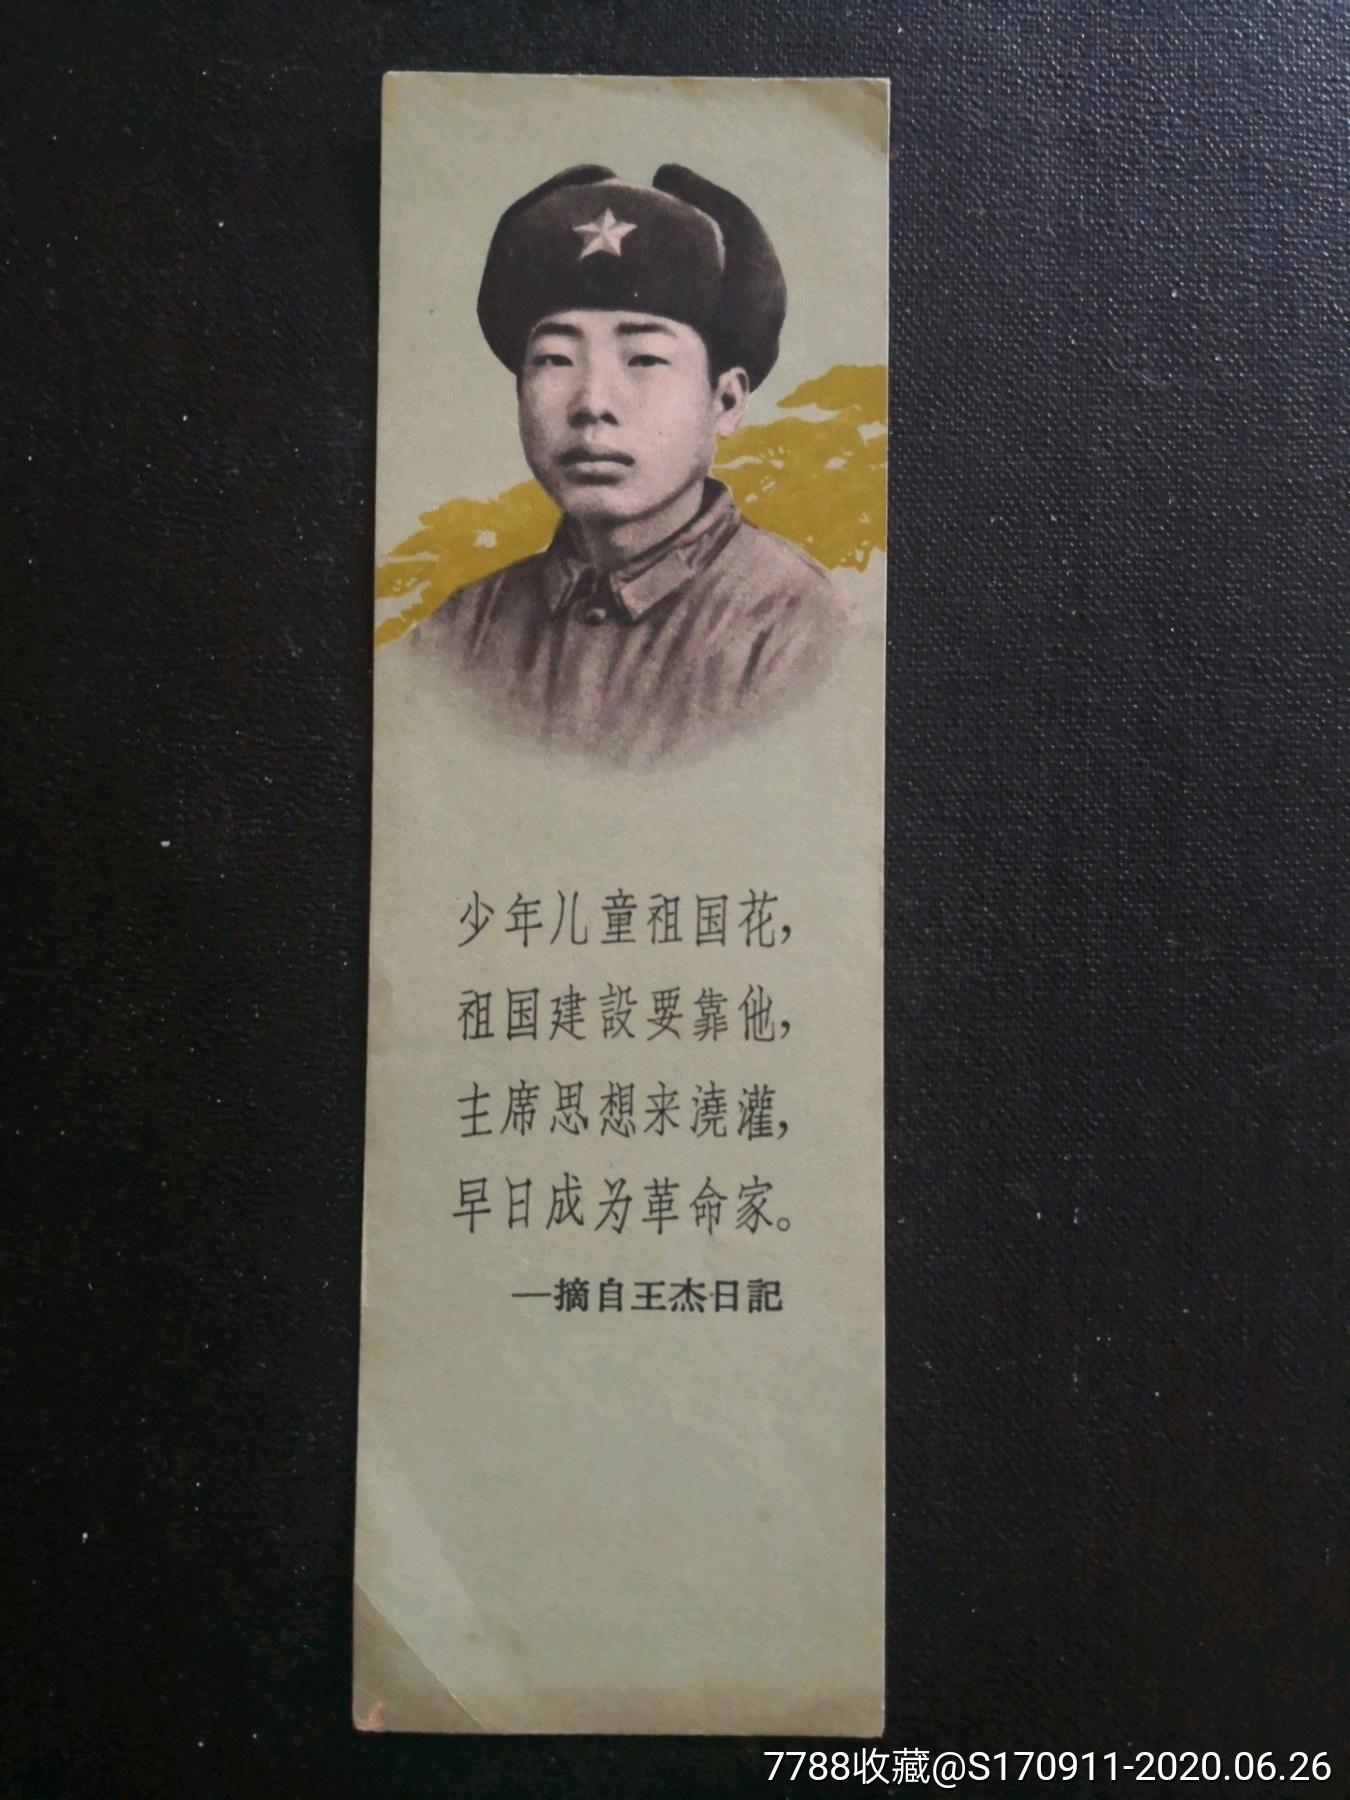 少年儿童祖国花，
祖国建設要靠他，
主席思想来澆灌，
早日成为革命家。
—摘自王杰日記
7788收藏@S170911-2020.06.26